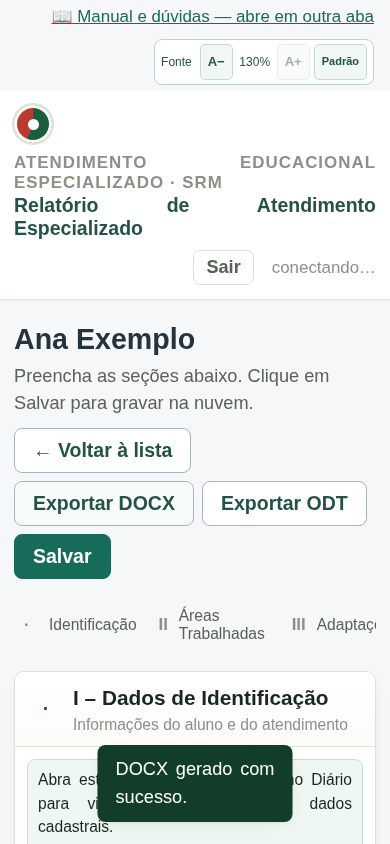 📖 Manual e dúvidas — abre em outra aba
Fonte A− 130% A+ Padrão
ATENDIMENTO EDUCACIONAL
ESPECIALIZADO · SRM
Relatório de Atendimento
Especializado
Sair conectando…
Ana Exemplo
Preencha as seções abaixo. Clique em
Salvar para gravar na nuvem.
← Voltar à lista
Exportar DOCX Exportar ODT
Salvar
· Identificação II Áreas
Trabalhadas III
· I – Dados de Identificação
Informações do aluno e do atendimento
Abra Diário
para dados
cadastrais.
DOCX gerado com
sucesso.